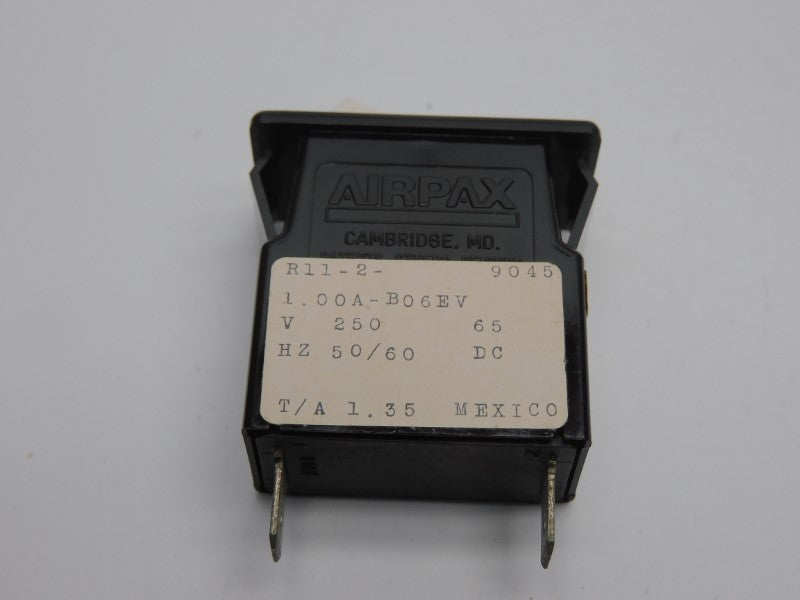 AIRPAX
CAMBRIDGE, MD.
R11-2- 9045
1.00A-B06EV
V 250 65
HZ 50/60 DC
T/A 1.35 MEXICO